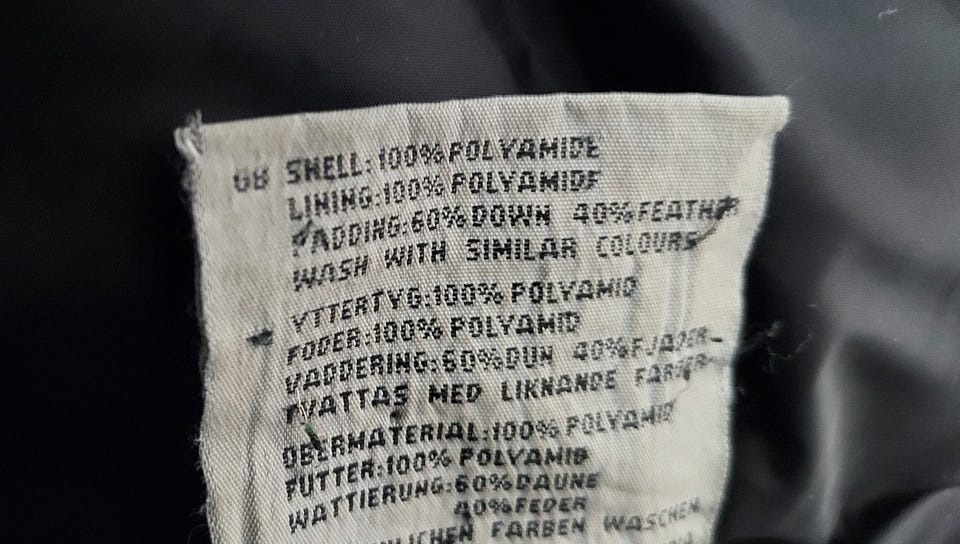 GB SHELL:100% POLYAMIDE
LINING:100% POLYAMIDE
PADDING:60% DOWN 40% FEATHER
WASH WITH SIMILAR COLOURS
YTTERTYG:100% POLYAMID
FODER:100% POLYAMID
VADDERING:60% DUN 40% FJADER
TVATTAS MED LIKNANDE FARGER
OBERMATERIAL:100% POLYAMID
FUTTER:100% POLYAMID
WATTIERUNG:60% DAUNE
40% FEDER
FARBEN WASCHEN